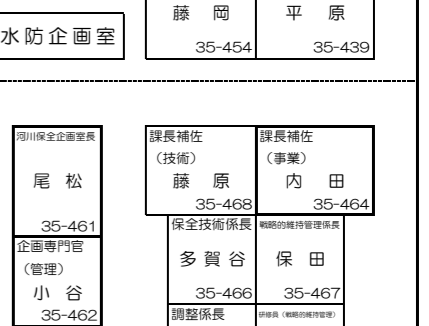 藤 岡
35-454
平 原
35-439
水防企画室
河川保全企画室長
尾 松
35-461
課長補佐
（技術）
藤 原
35-468
課長補佐
（事業）
内 田
35-464
企画専門官
（管理）
小 谷
35-462
保全技術係長
多賀谷
35-466
戦略的維持管理係長
保 田
35-467
調整係長
研修員（戦略的維持管理）